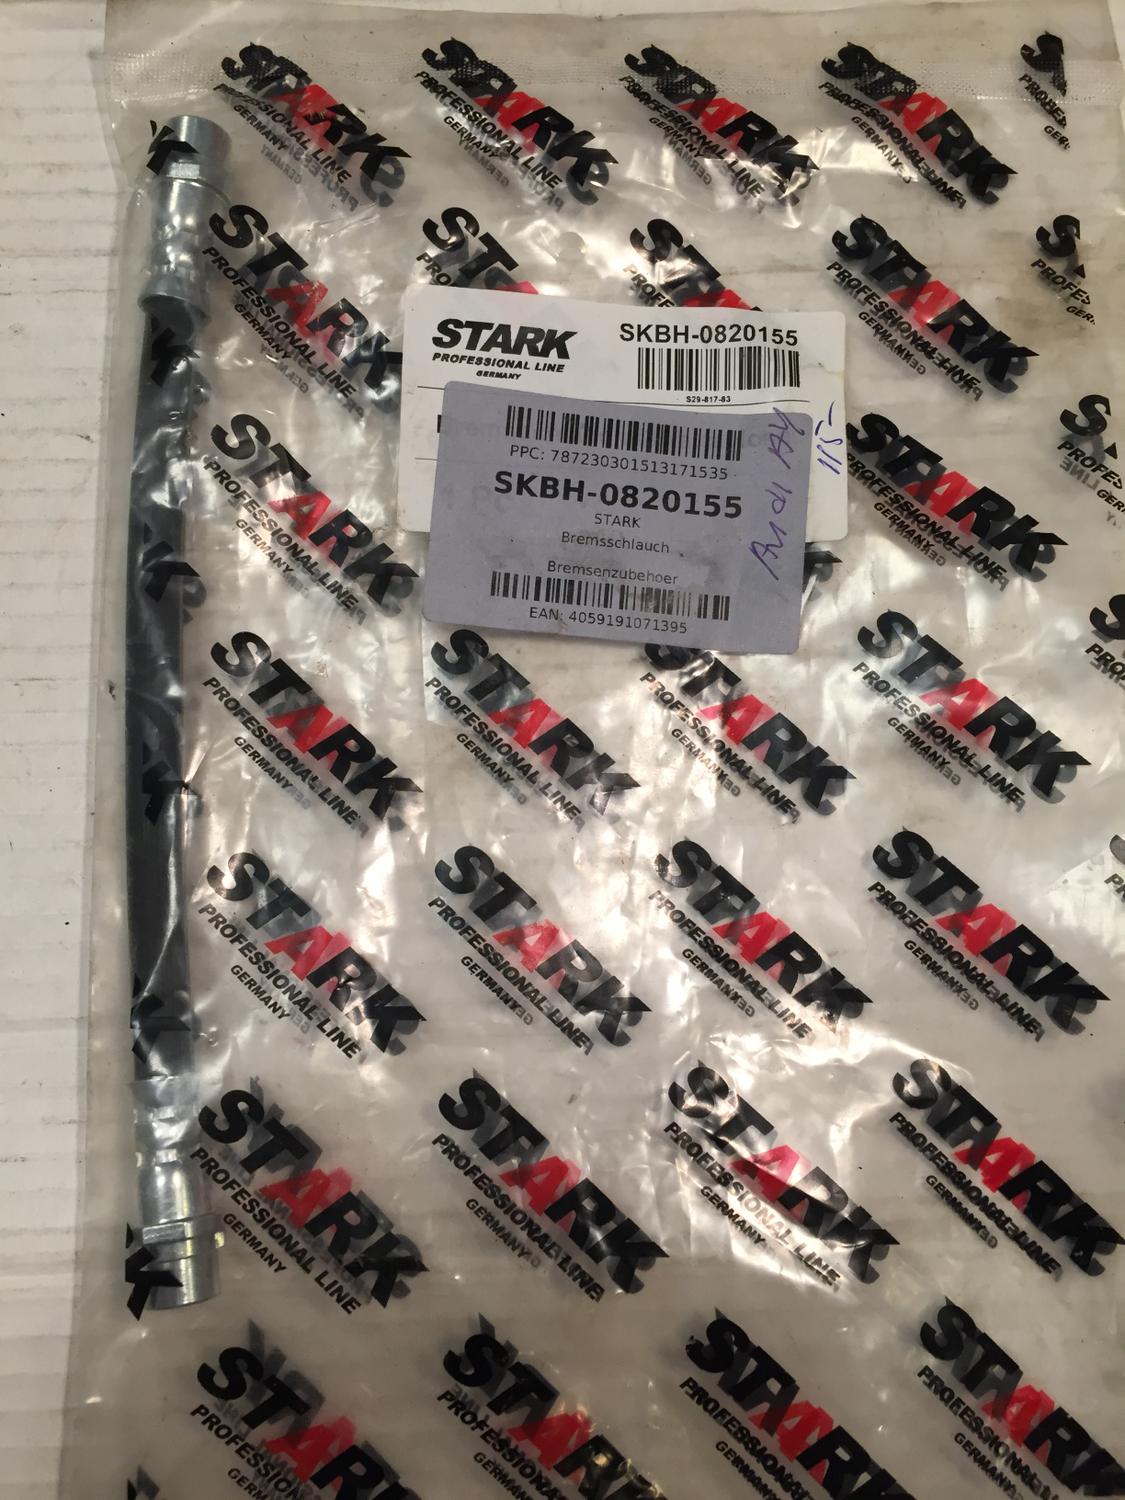 STARK
PROFESSIONAL LINE
GERMANY
SKBH-0820155
S29-817-83
PPC: 787230301513171535
SKBH-0820155
STARK
Bremsschlauch
Bremsenzubehoer
EAN: 4059191071395
Audi A4
115-
STARK
PROFESSIONAL LINE
GERMANY